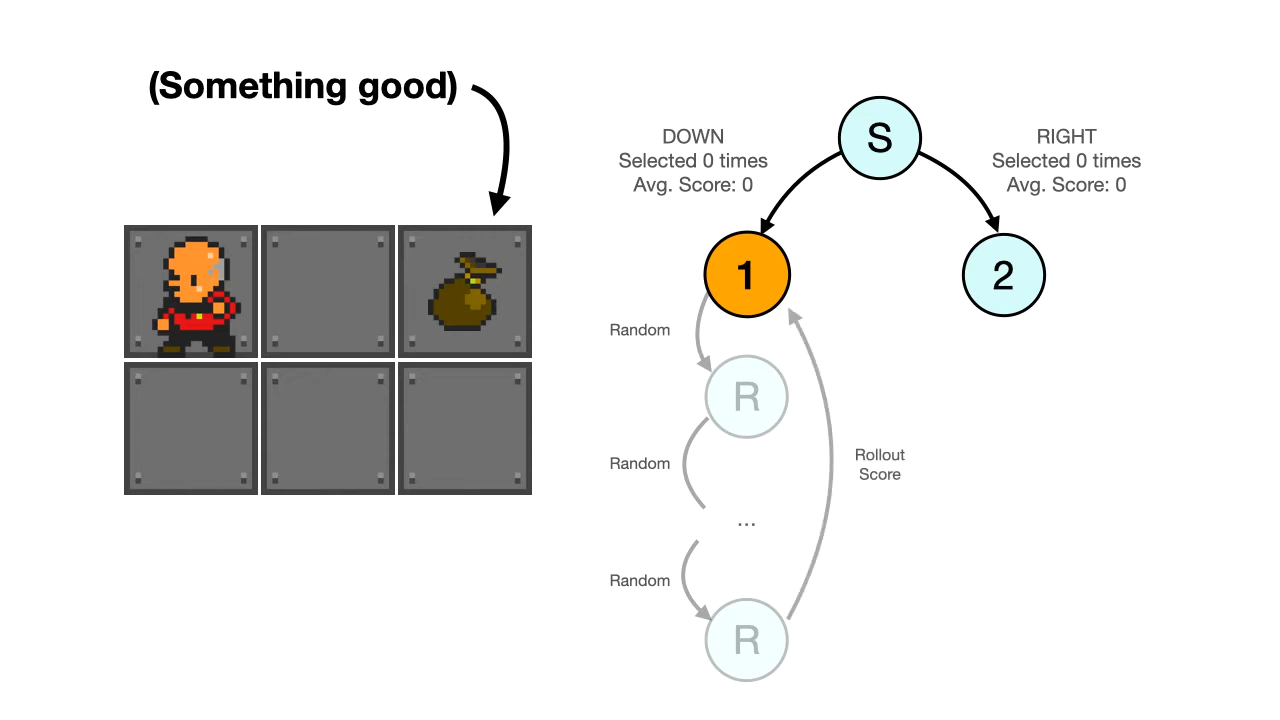 (Something good)
S
DOWN
Selected 0 times
Avg. Score: 0
RIGHT
Selected 0 times
Avg. Score: 0
1
2
Random
R
Random
Rollout
Score
...
Random
R